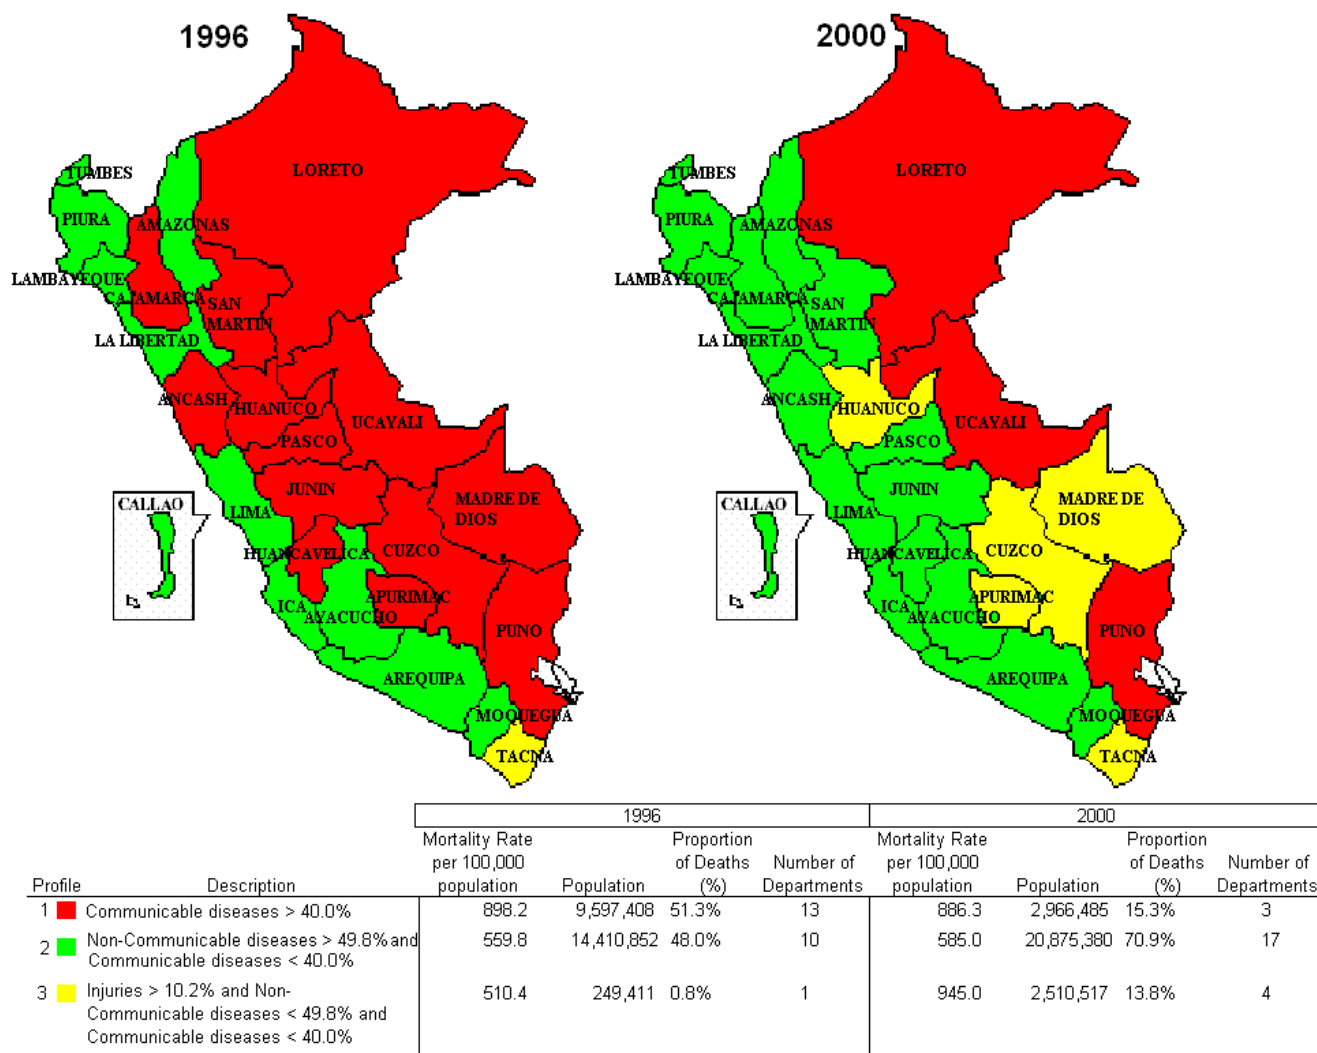 1996
2000
LORETO
TUMBES
PIURA
AMAZONAS
LAMBAYEQUE
CAJAMARCA
SAN
MARTIN
LA LIBERTAD
ANCASH
HUANUCO
UCAYALI
PASCO
JUNIN
MADRE DE
DIOS
CALLAO
LIMA
HUANCAVELICA
CUZCO
APURIMAC
ICA
AYACUCHO
PUNO
AREQUIPA
MOQUEGUA
TACNA
LORETO
TUMBES
PIURA
AMAZONAS
LAMBAYEQUE
CAJAMARCA
SAN
MARTIN
LA LIBERTAD
ANCASH
HUANUCO
UCAYALI
PASCO
JUNIN
MADRE DE
DIOS
CALLAO
LIMA
HUANCAVELICA
CUZCO
APURIMAC
ICA
AYACUCHO
PUNO
AREQUIPA
MOQUEGUA
TACNA
1996 2000
Mortality Rate Proportion Mortality Rate Proportion
per 100,000 of Deaths Number of per 100,000 of Deaths Number of
Profile Description population Population (%) Departments population Population (%) Departments
1 Communicable diseases > 40.0% 898.2 9,597,408 51.3% 13 886.3 2,966,485 15.3% 3
2 Non-Communicable diseases > 49.8% and 559.8 14,410,852 48.0% 10 585.0 20,875,380 70.9% 17
Communicable diseases < 40.0%
3 Injuries > 10.2% and Non- 510.4 249,411 0.8% 1 945.0 2,510,517 13.8% 4
Communicable diseases < 49.8% and
Communicable diseases < 40.0%